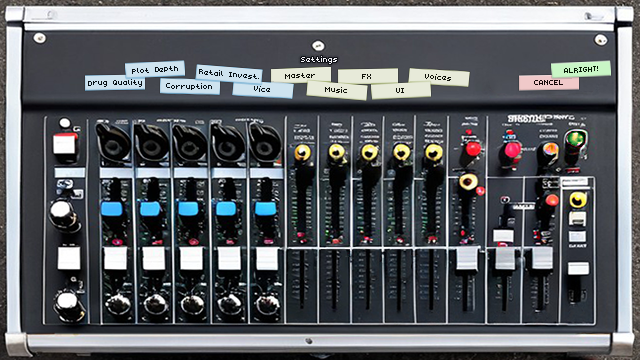 Settings
Plot Depth
Retail Invest.
Master
FX
Voices
ALRIGHT!
Drug Quality
Corruption
Vice
Music
UI
CANCEL